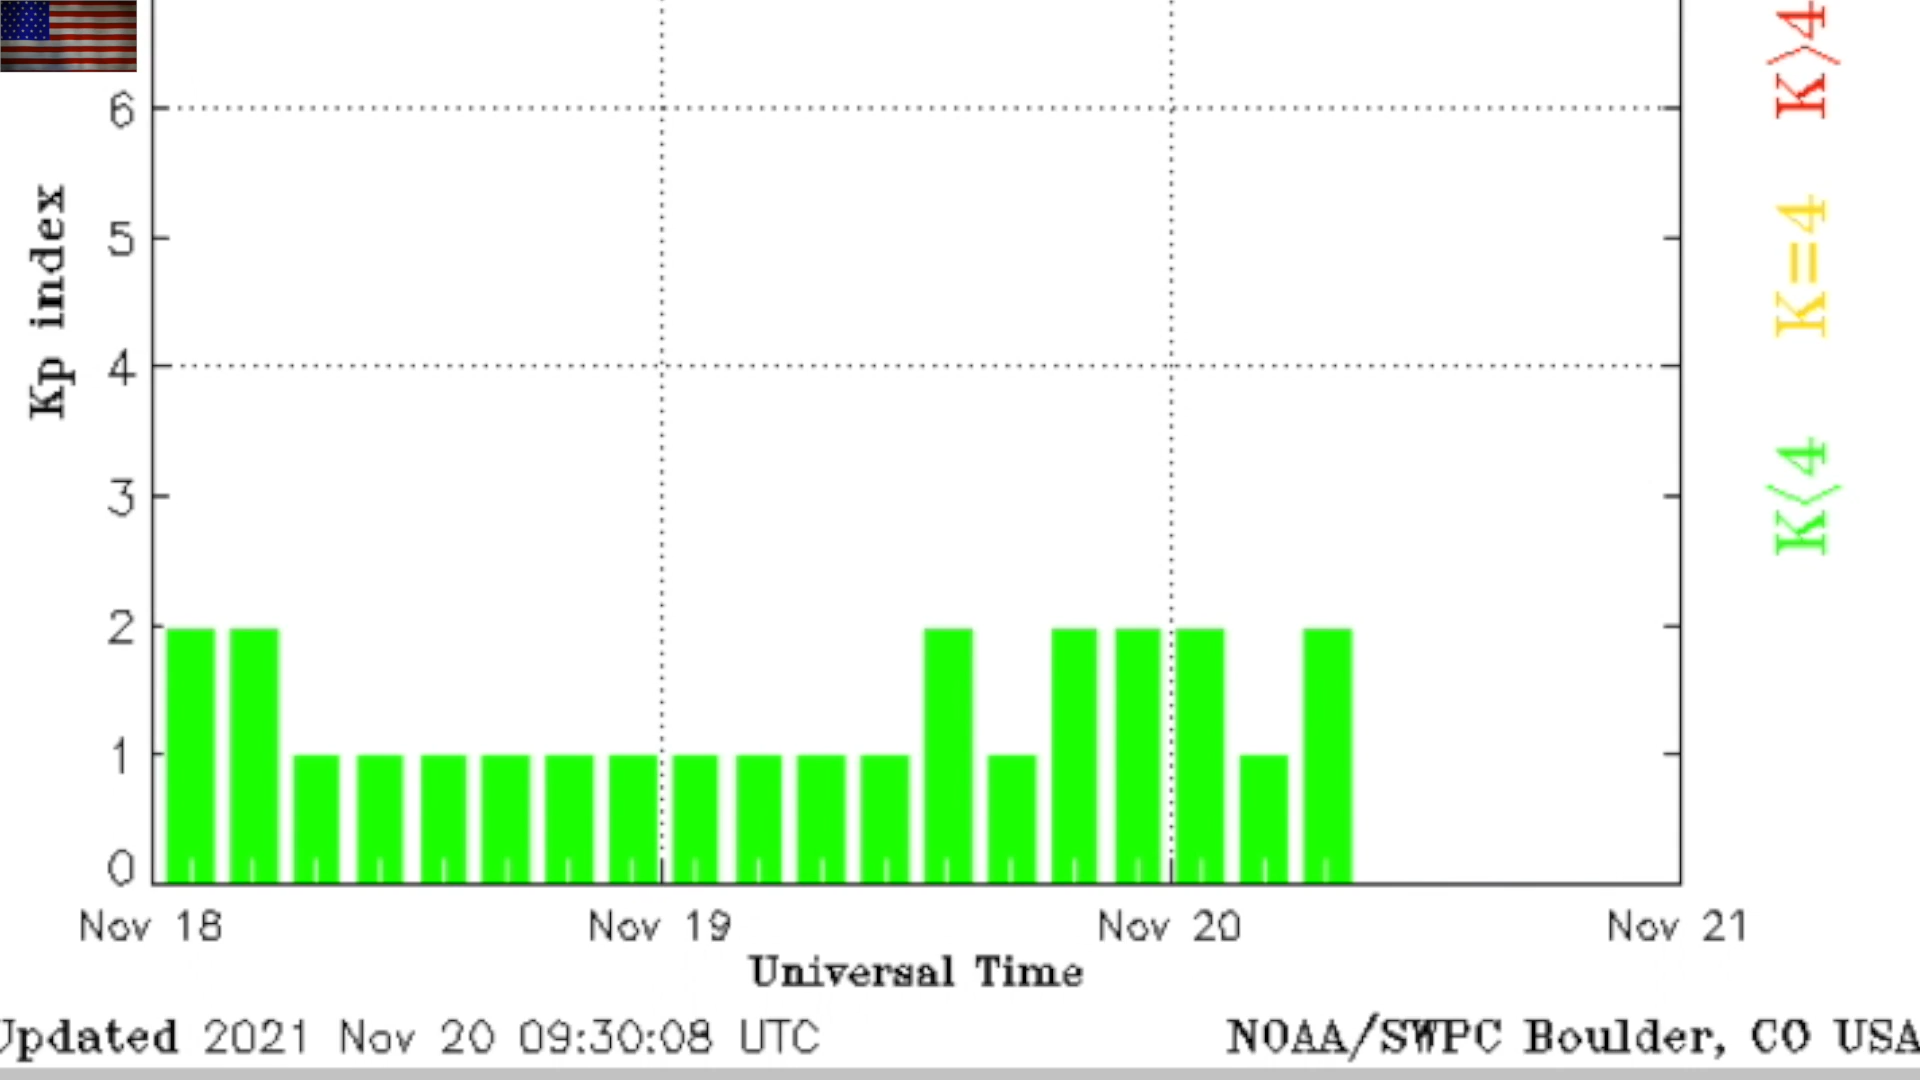 K>4
6
Kp index
5
K=4
4
3
K<4
2
1
0
Nov 18
Nov 19
Nov 20
Nov 21
Universal Time
Updated 2021 Nov 20 09:30:08 UTC
NOAA/SWPC Boulder, CO USA